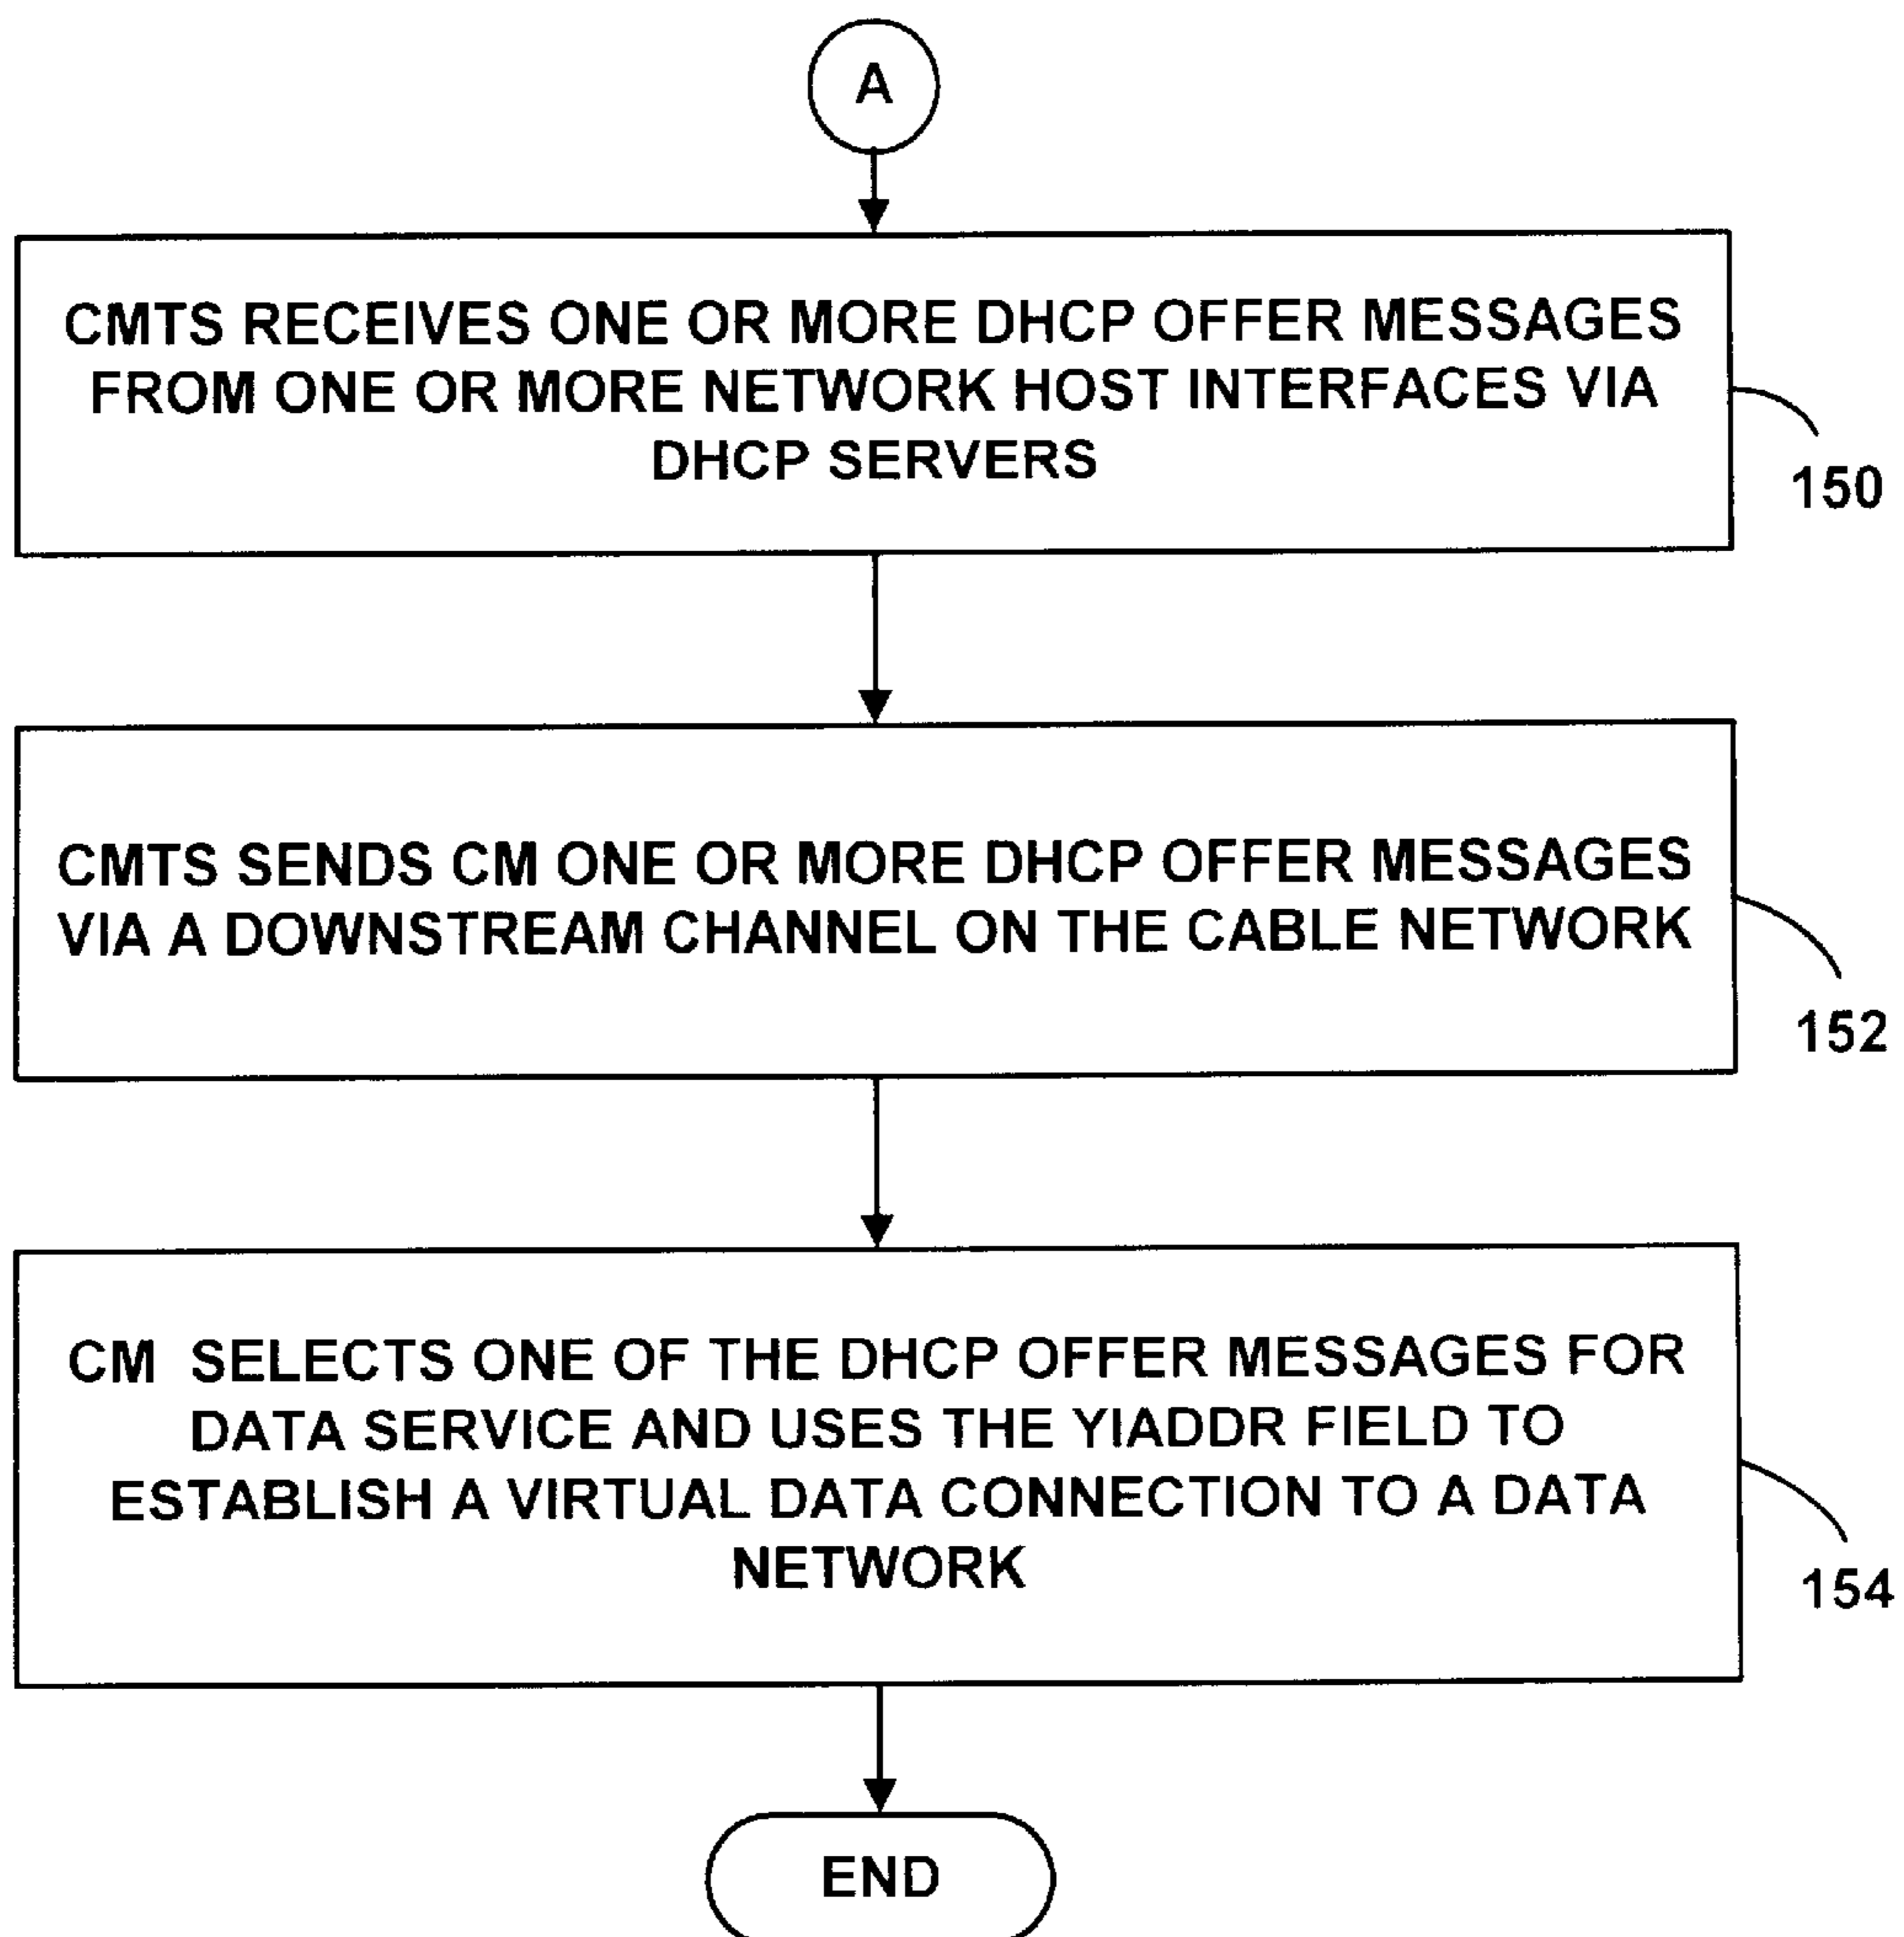 A
CMTS RECEIVES ONE OR MORE DHCP OFFER MESSAGES
FROM ONE OR MORE NETWORK HOST INTERFACES VIA
DHCP SERVERS
150
CMTS SENDS CM ONE OR MORE DHCP OFFER MESSAGES
VIA A DOWNSTREAM CHANNEL ON THE CABLE NETWORK
152
CM SELECTS ONE OF THE DHCP OFFER MESSAGES FOR
DATA SERVICE AND USES THE YIADDR FIELD TO
ESTABLISH A VIRTUAL DATA CONNECTION TO A DATA
NETWORK
154
END